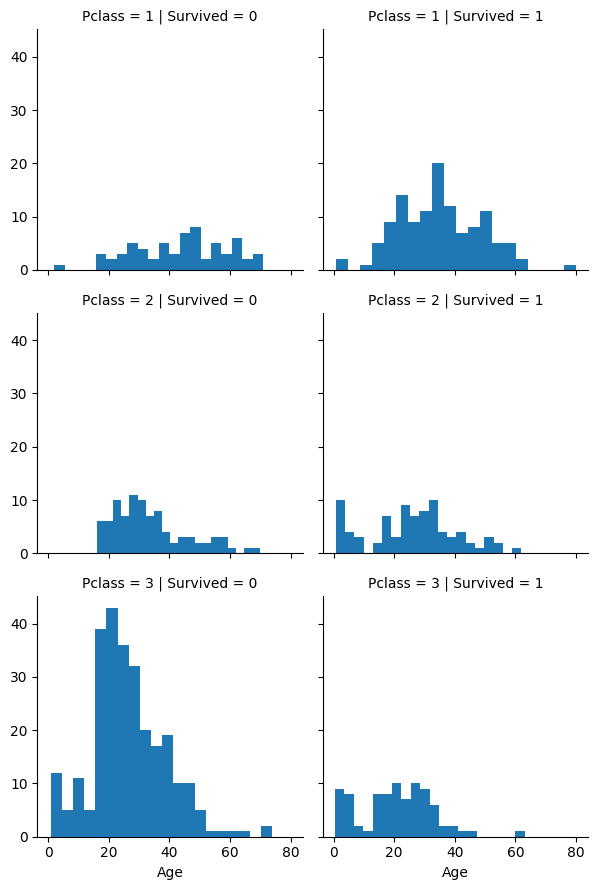 Pclass = 1 | Survived = 0
Pclass = 1 | Survived = 1
40
30
20
10
0
Pclass = 2 | Survived = 0
Pclass = 2 | Survived = 1
40
30
20
10
0
Pclass = 3 | Survived = 0
Pclass = 3 | Survived = 1
40
30
20
10
0
0 20 40 60 80
0 20 40 60 80
Age
Age